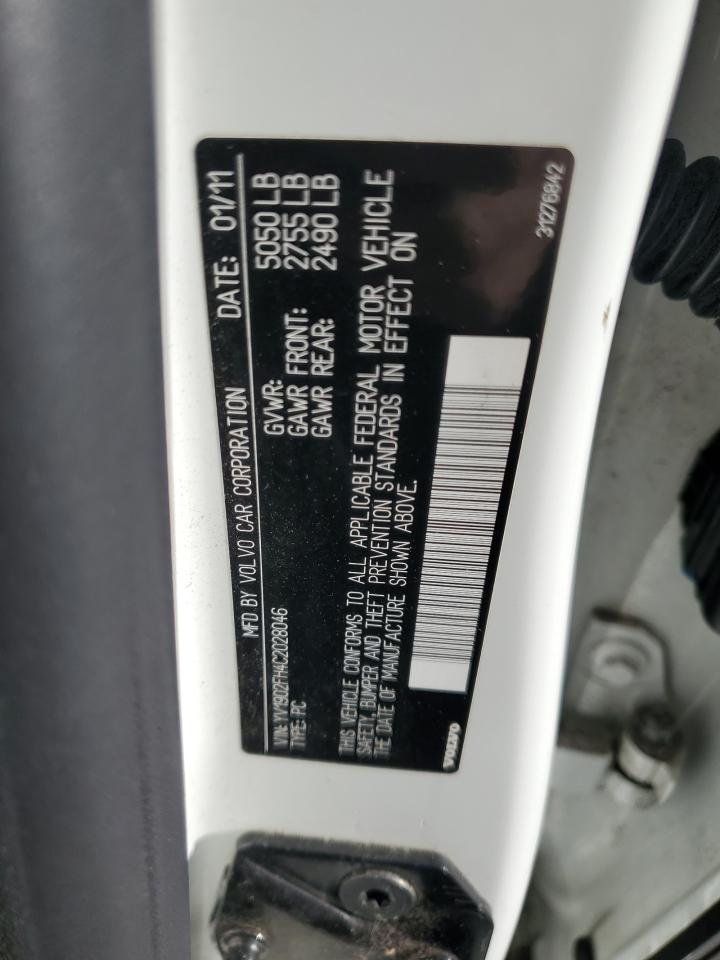 MFD BY VOLVO CAR CORPORATION DATE: 01/11
VIN: YV1902FH4C2028046 GVWR: 5050 LB
TYPE: PC GAWR FRONT: 2755 LB
GAWR REAR: 2490 LB
THIS VEHICLE CONFORMS TO ALL APPLICABLE FEDERAL MOTOR VEHICLE
SAFETY, BUMPER AND THEFT PREVENTION STANDARDS IN EFFECT ON
THE DATE OF MANUFACTURE SHOWN ABOVE.
VOLVO 31276842